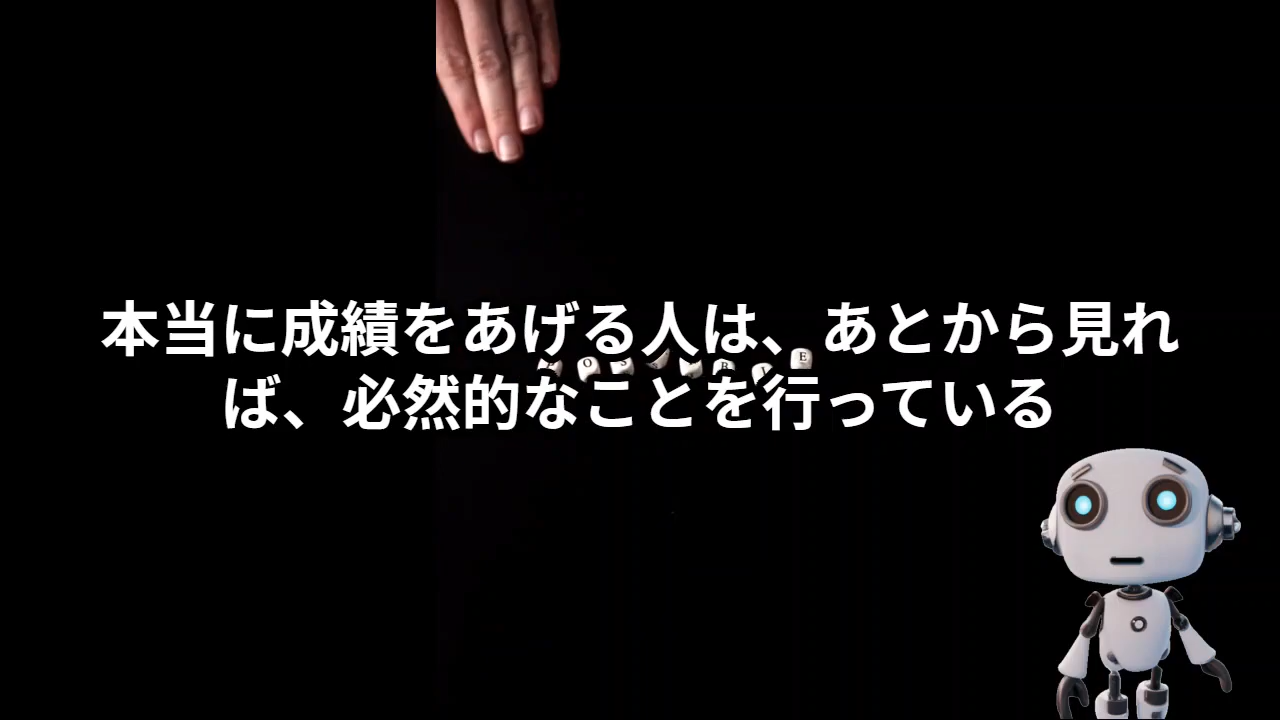 本当に成績をあげる人は、あとから見れ
ば、必然的なことを行っている